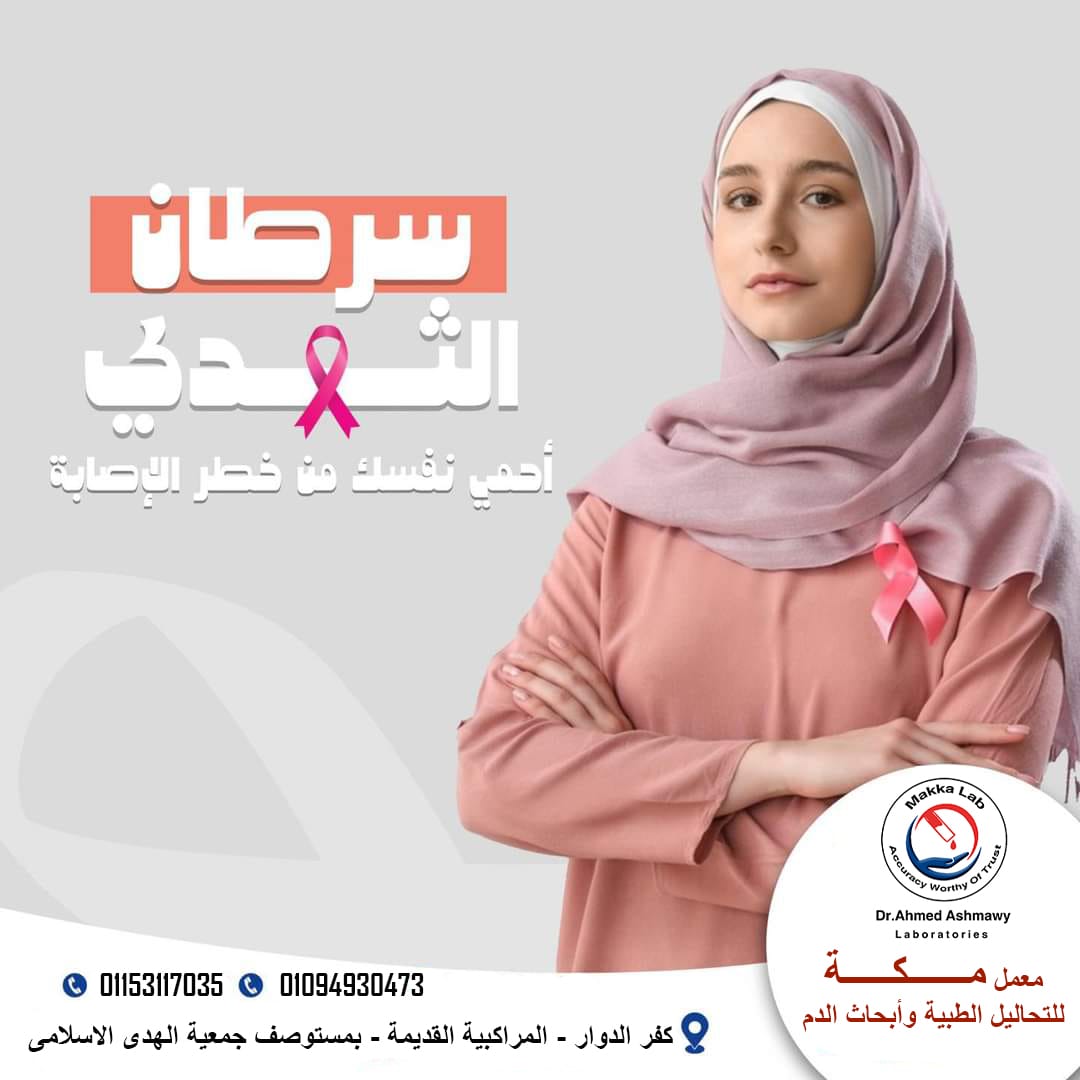 سرطان
الثدي
أحمي نفسك من خطر الإصابة
Makka Lab
Accuracy Worthy Of Trust
Dr.Ahmed Ashmawy
Laboratories
معمل مكة
للتحاليل الطبية وأبحاث الدم
01153117035 01094930473
كفر الدوار - المراكبية القديمة - بمستوصف جمعية الهدى الاسلامى